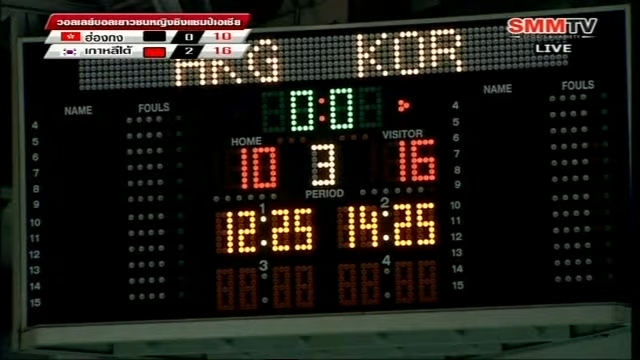 วอลเลย์บอลเยาวชนหญิงชิงแชมป์เอเชีย
ฮ่องกง 0 10
เกาหลีใต้ 2 16
SMMTV
LIVE
HKG KOR
NAME FOULS 0:0 NAME FOULS
HOME VISITOR
10 3 16
PERIOD
1 2
12:25 14:25
3 4
4
5
6
7
8
9
10
11
12
13
14
15
4
5
6
7
8
9
10
11
12
13
14
15